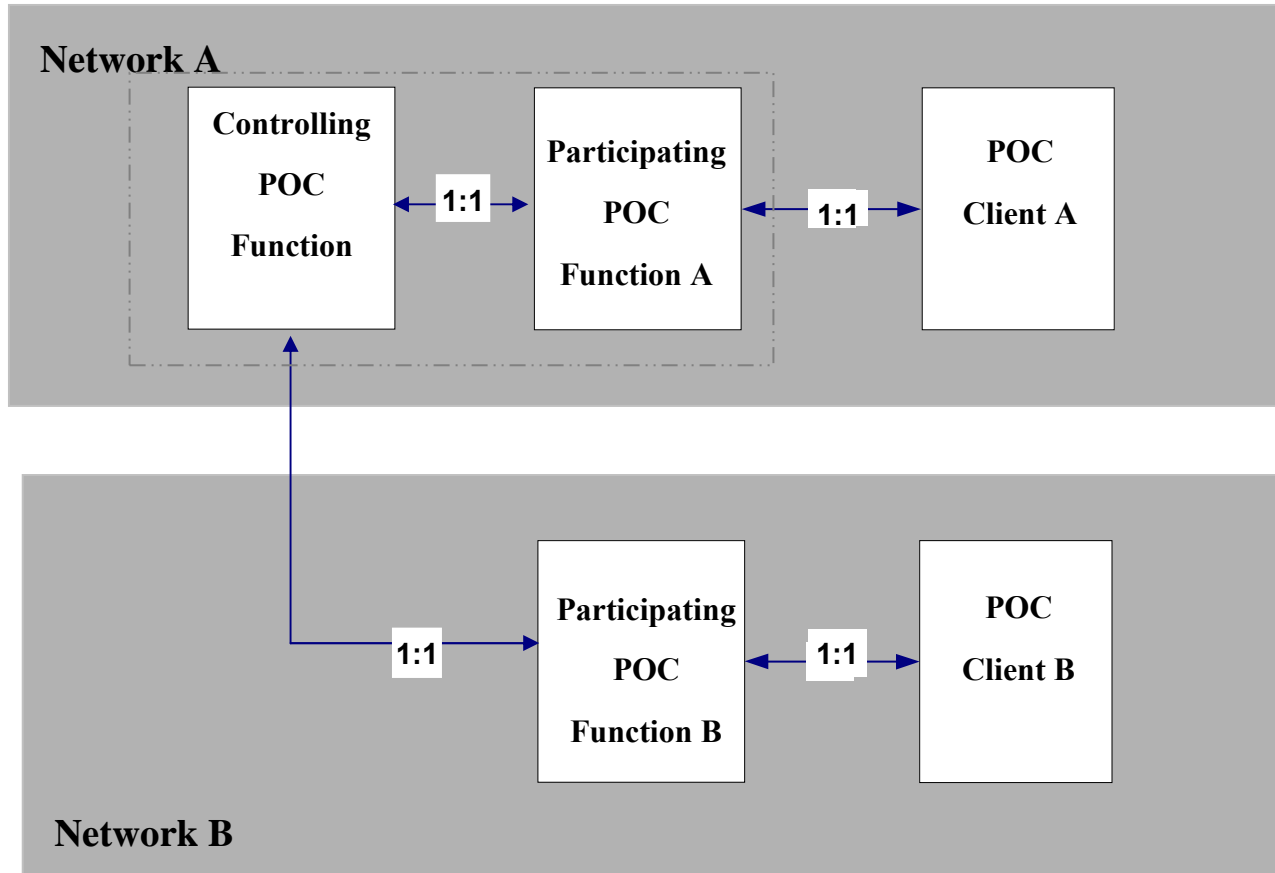 Network A
Controlling
POC
Function
1:1
Participating
POC
Function A
1:1
POC
Client A
1:1
Participating
POC
Function B
1:1
POC
Client B
Network B